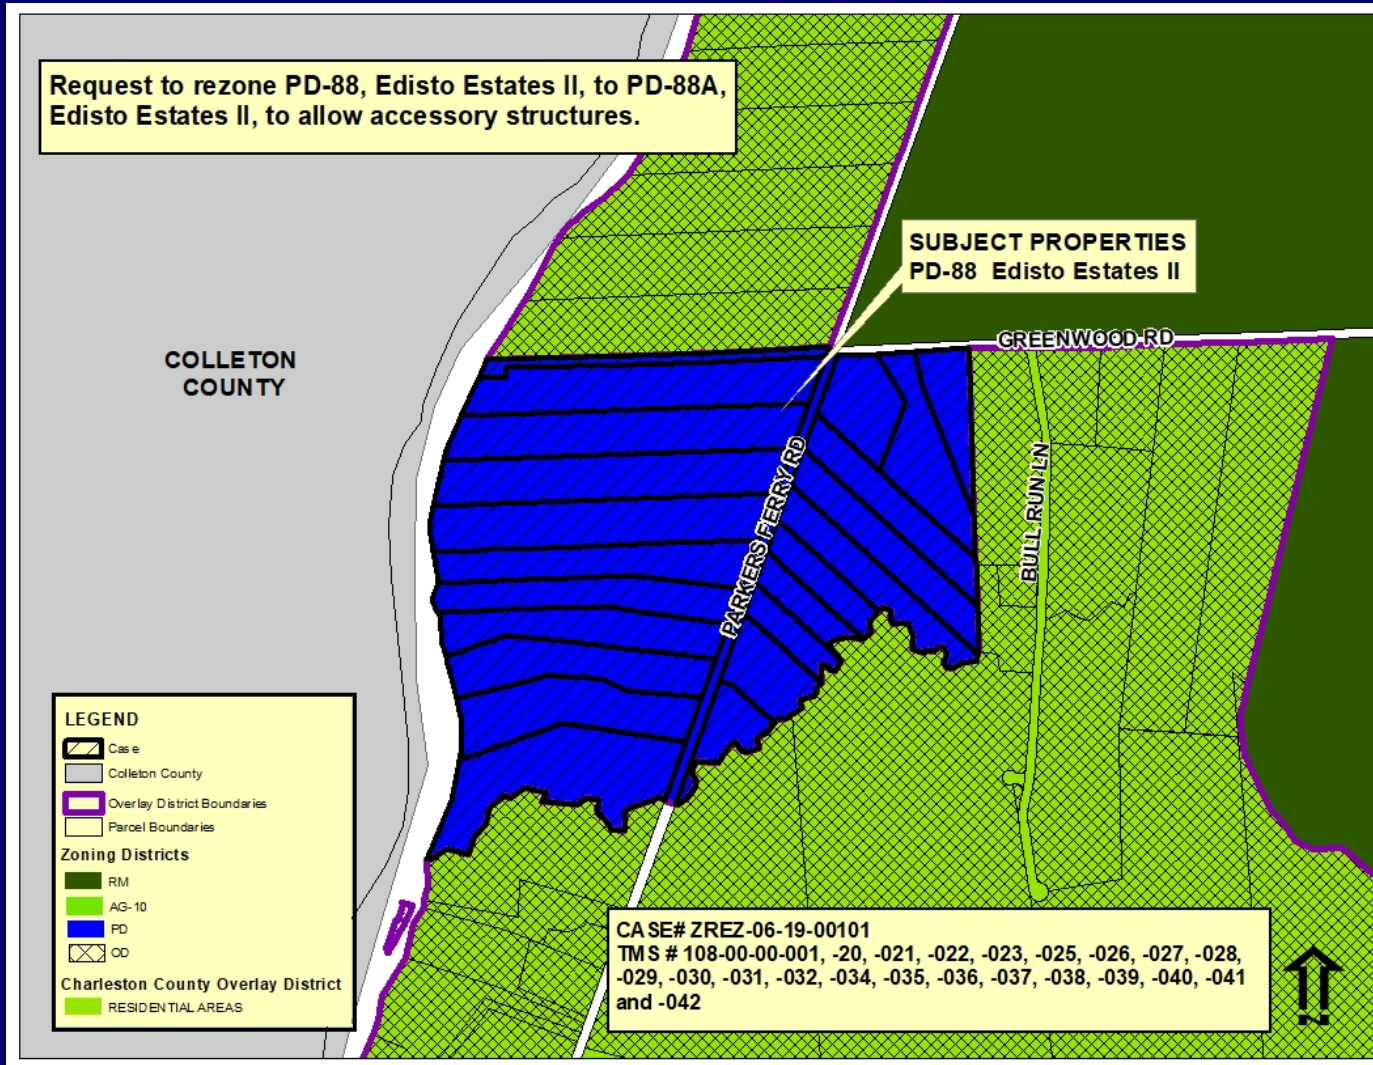 Request to rezone PD-88, Edisto Estates II, to PD-88A,
Edisto Estates II, to allow accessory structures.
SUBJECT PROPERTIES
PD-88 Edisto Estates II
GREENWOOD RD
COLLETON
COUNTY
PARKERS FERRY RD
BULL RUN LN
LEGEND
Case
Colleton County
Overlay District Boundaries
Parcel Boundaries
Zoning Districts
RM
AG-10
PD
OD
Charleston County Overlay District
RESIDENTIAL AREAS
CASE# ZREZ-06-19-00101
TMS # 108-00-00-001, -20, -021, -022, -023, -025, -026, -027, -028,
-029, -030, -031, -032, -034, -035, -036, -037, -038, -039, -040, -041
and -042
N